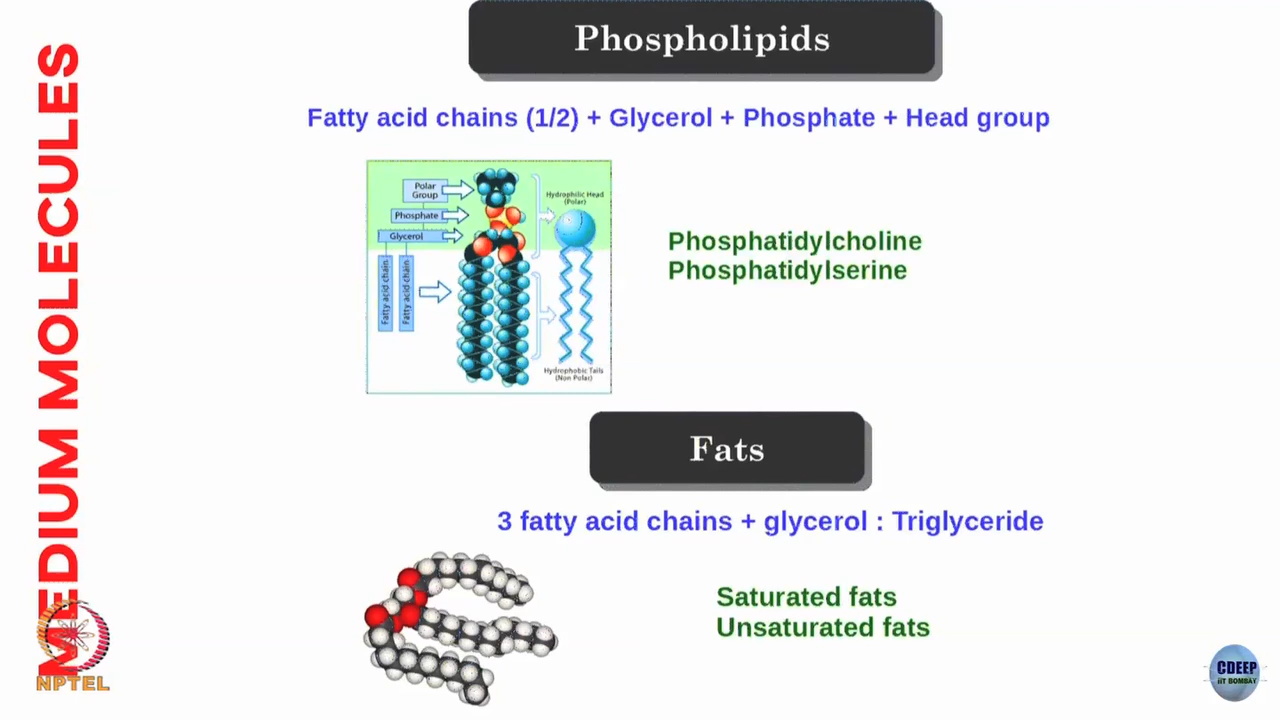 MEDIUM MOLECULES
Phospholipids
Fatty acid chains (1/2) + Glycerol + Phosphate + Head group
Polar
Group
Phosphate
Glycerol
Fatty acid chain
Fatty acid chain
Hydrophilic Head
(Polar)
Hydrophobic Tails
(Non Polar)
Phosphatidylcholine
Phosphatidylserine
Fats
3 fatty acid chains + glycerol : Triglyceride
Saturated fats
Unsaturated fats
NPTEL
CDEEP
IIT BOMBAY